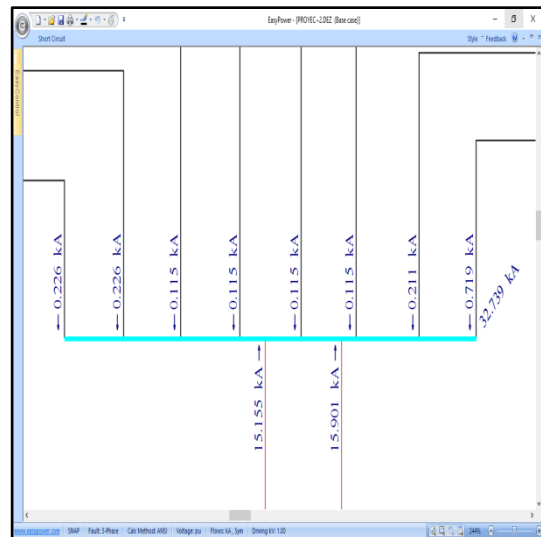 EasyPower - [PROYEC~2.DEZ (Base case)]
Short Circuit
Style
Feedback
EasyControl
0.226 kA
0.226 kA
0.115 kA
0.115 kA
0.115 kA
0.115 kA
0.211 kA
0.719 kA
32.739 kA
15.155 kA
15.901 kA
www.easypower.com SNAP Fault: 3-Phase Calc Method: ANSI Voltage: pu Flows: kA , Sym Driving kV: 1.00 244%